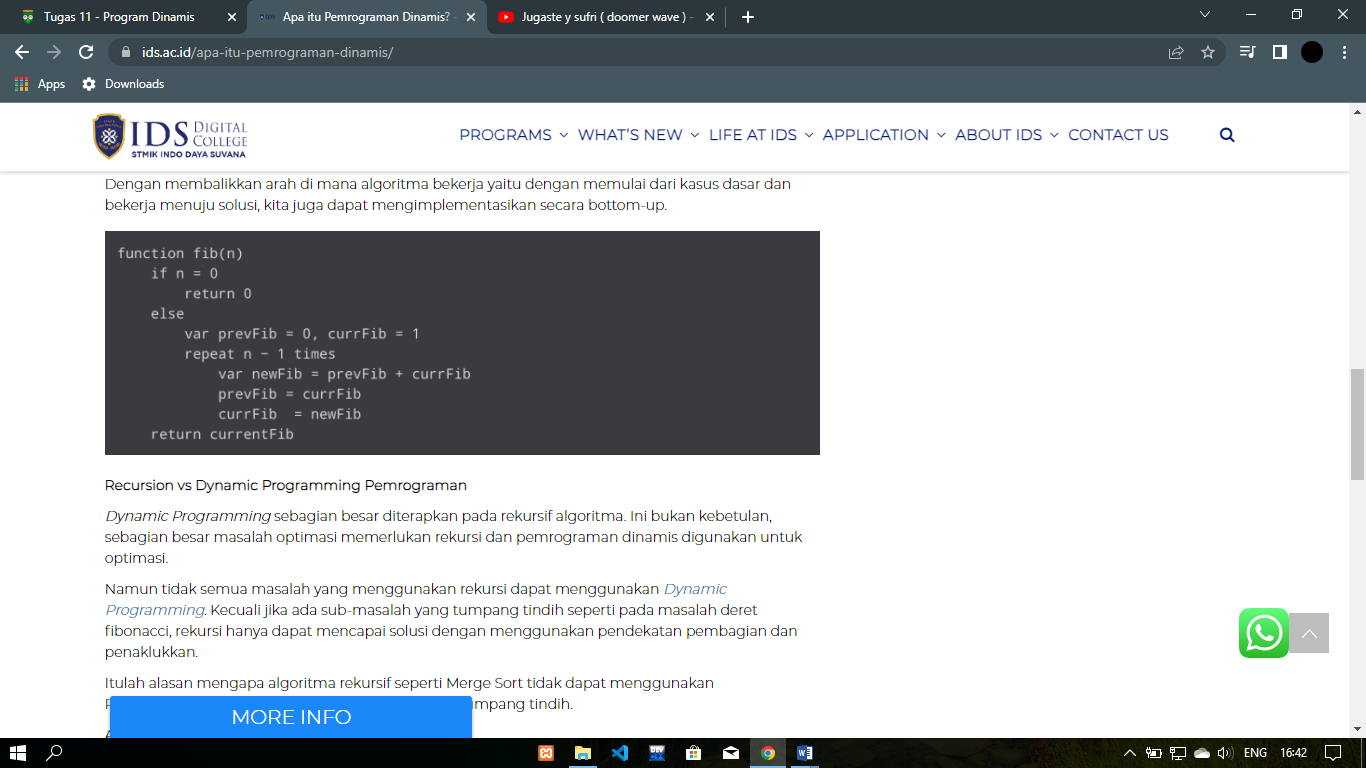 Tugas 11 - Program Dinamis
Apa itu Pemrograman Dinamis? -
Jugaste y sufri ( doomer wave ) -
ids.ac.id/apa-itu-pemrograman-dinamis/
Apps
Downloads
IDS DIGITAL COLLEGE
STMIK INDO DAYA SUVANA
PROGRAMS
WHAT'S NEW
LIFE AT IDS
APPLICATION
ABOUT IDS
CONTACT US
Dengan membalikkan arah di mana algoritma bekerja yaitu dengan memulai dari kasus dasar dan
bekerja menuju solusi, kita juga dapat mengimplementasikan secara bottom-up.
function fib(n)
if n = 0
return 0
else
var prevFib = 0, currFib = 1
repeat n − 1 times
var newFib = prevFib + currFib
prevFib = currFib
currFib  = newFib
return currentFib
Recursion vs Dynamic Programming Pemrograman
Dynamic Programming sebagian besar diterapkan pada rekursif algoritma. Ini bukan kebetulan,
sebagian besar masalah optimasi memerlukan rekursi dan pemrograman dinamis digunakan untuk
optimasi.
Namun tidak semua masalah yang menggunakan rekursi dapat menggunakan Dynamic
Programming. Kecuali jika ada sub-masalah yang tumpang tindih seperti pada masalah deret
fibonacci, rekursi hanya dapat mencapai solusi dengan menggunakan pendekatan pembagian dan
penaklukkan.
Itulah alasan mengapa algoritma rekursif seperti Merge Sort tidak dapat menggunakan
tindih.
MORE INFO
ENG
16:42